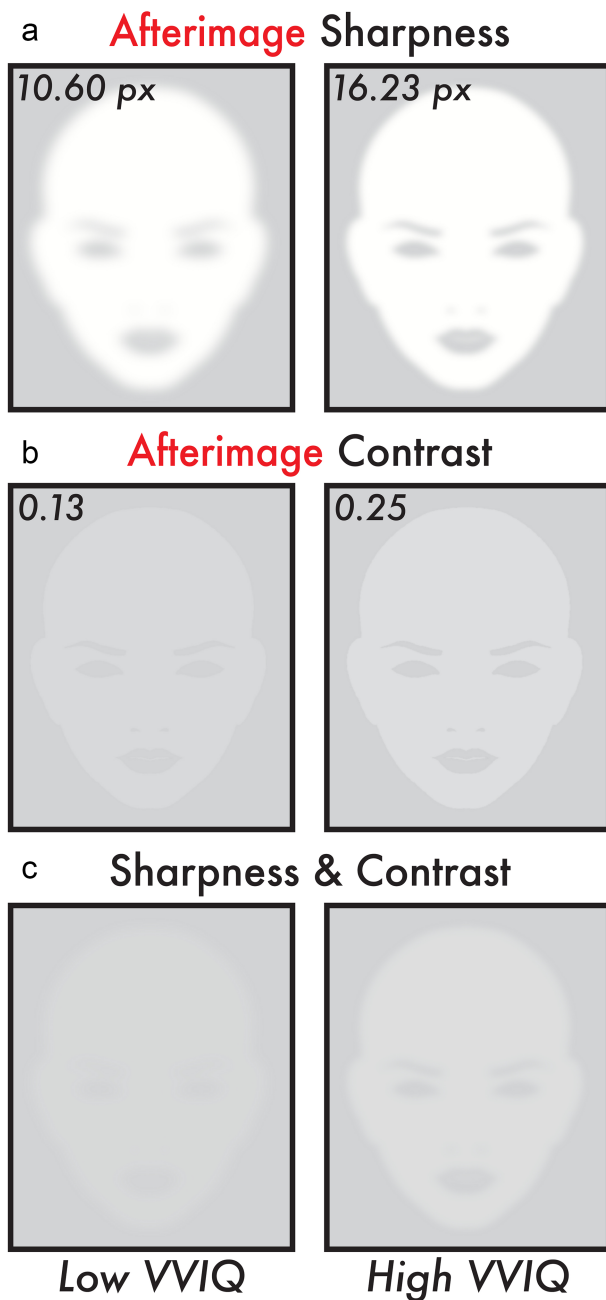 a Afterimage Sharpness
10.60 px 16.23 px
b Afterimage Contrast
0.13 0.25
c Sharpness & Contrast
Low VVIQ High VVIQ